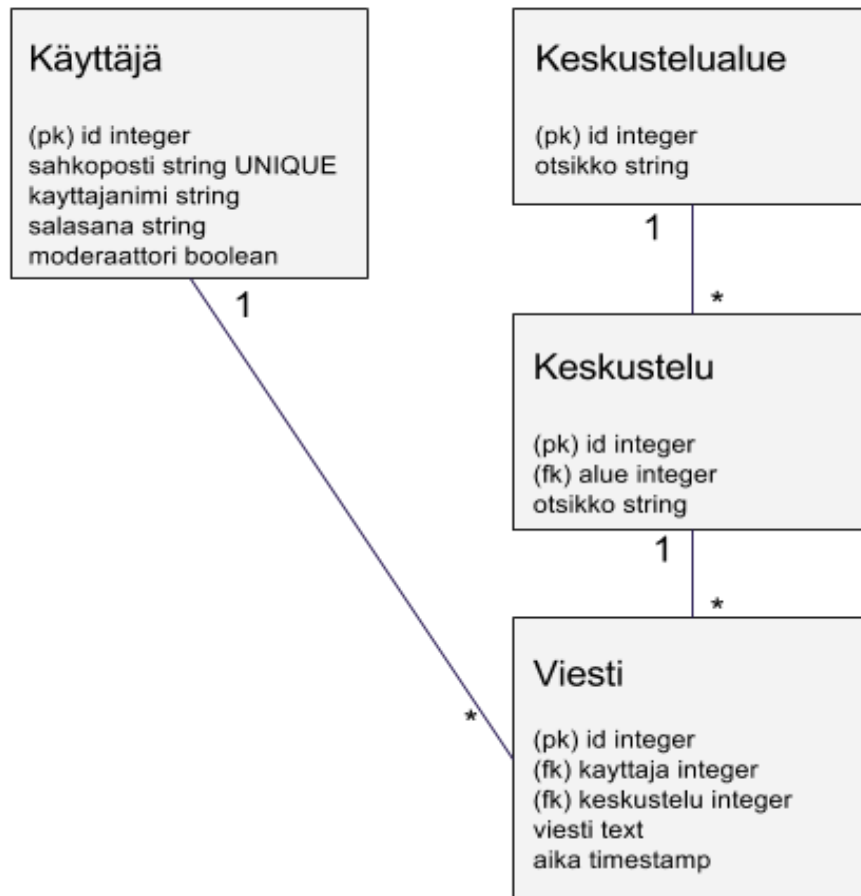 Käyttäjä
(pk) id integer
sahkoposti string UNIQUE
kayttajanimi string
salasana string
moderaattori boolean
1
*
Keskustelualue
(pk) id integer
otsikko string
1
*
Keskustelu
(pk) id integer
(fk) alue integer
otsikko string
1
*
Viesti
(pk) id integer
(fk) kayttaja integer
(fk) keskustelu integer
viesti text
aika timestamp